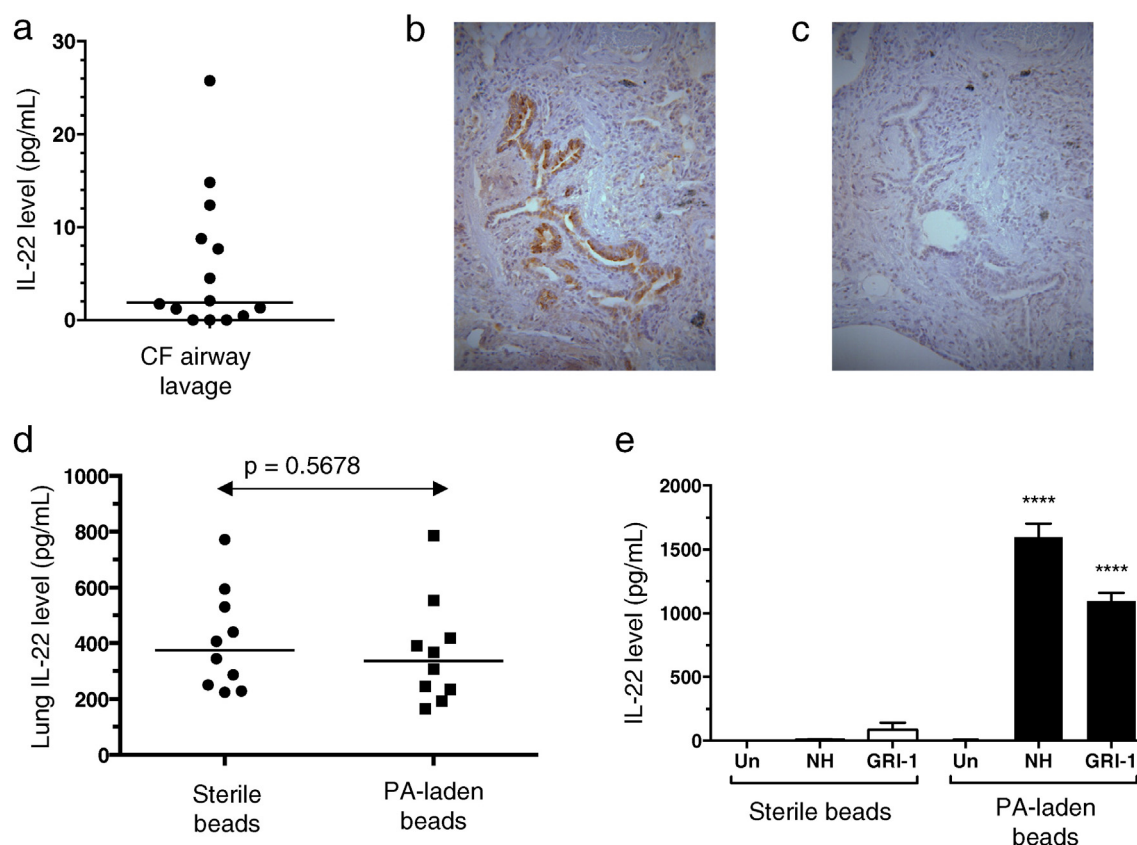 a
30
20
10
0
IL-22 level (pg/mL)
CF airway
lavage
b
c
d
p = 0.5678
1000
800
600
400
200
0
Lung IL-22 level (pg/mL)
Sterile
beads
PA-laden
beads
e
2000
1500
1000
500
0
IL-22 level (pg/mL)
****
****
Un NH GRI-1 Un NH GRI-1
Sterile beads
PA-laden
beads